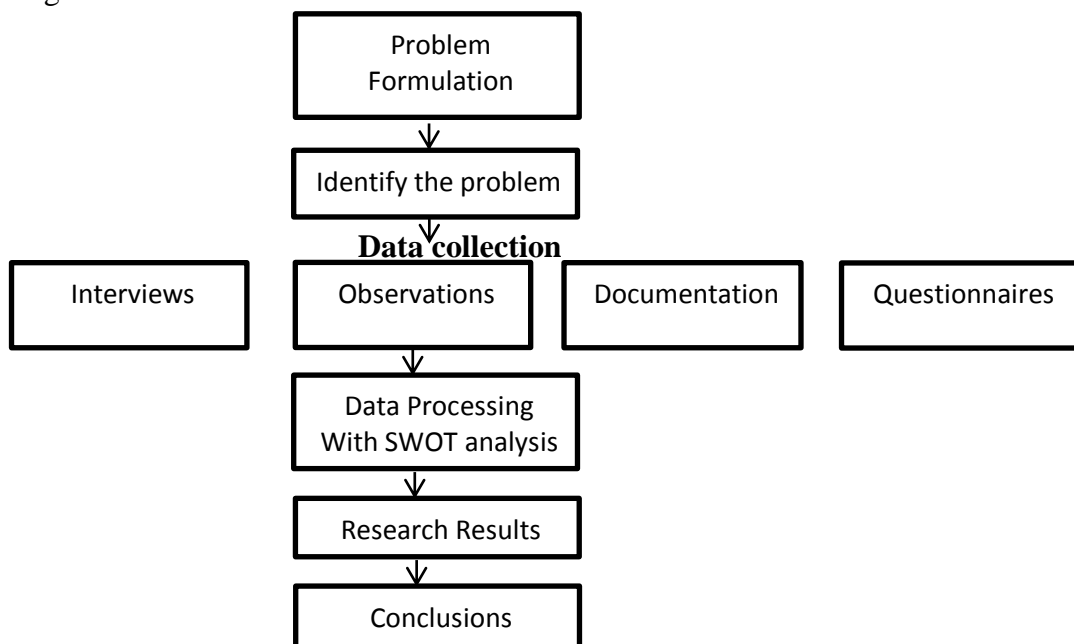 Problem
Formulation
Identify the problem
Data collection
Interviews
Observations
Documentation
Questionnaires
Data Processing
With SWOT analysis
Research Results
Conclusions